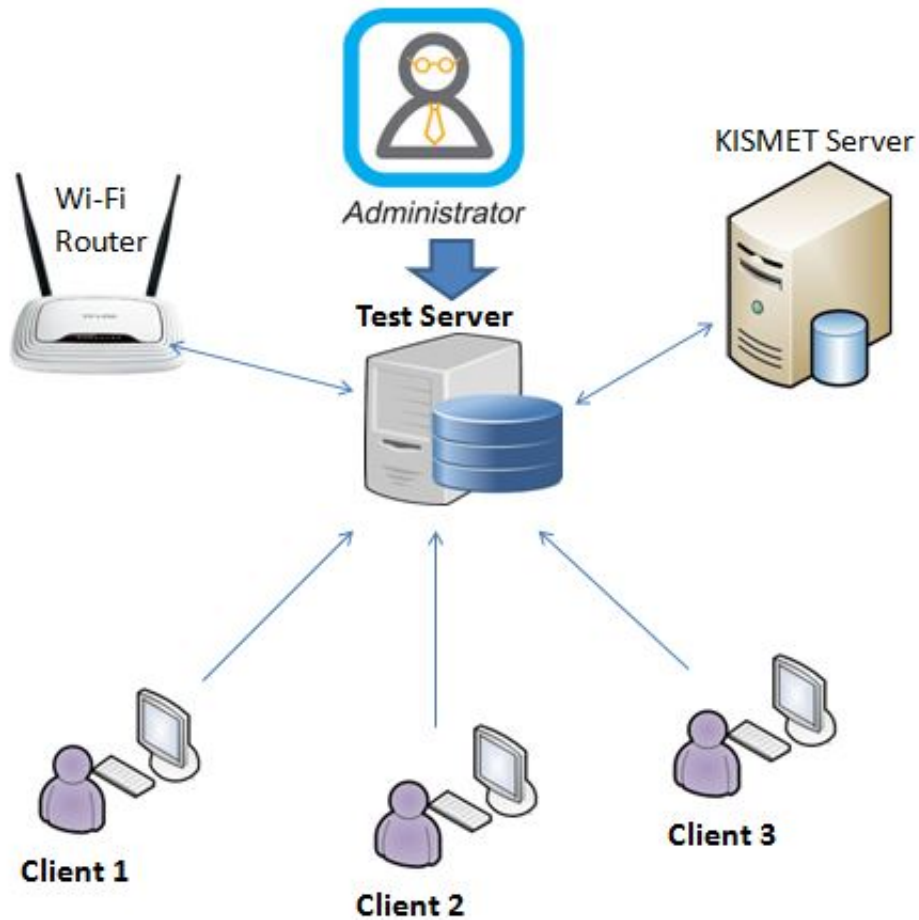 KISMET Server
Wi-Fi
Router
Administrator
Test Server
Client 3
Client 1
Client 2